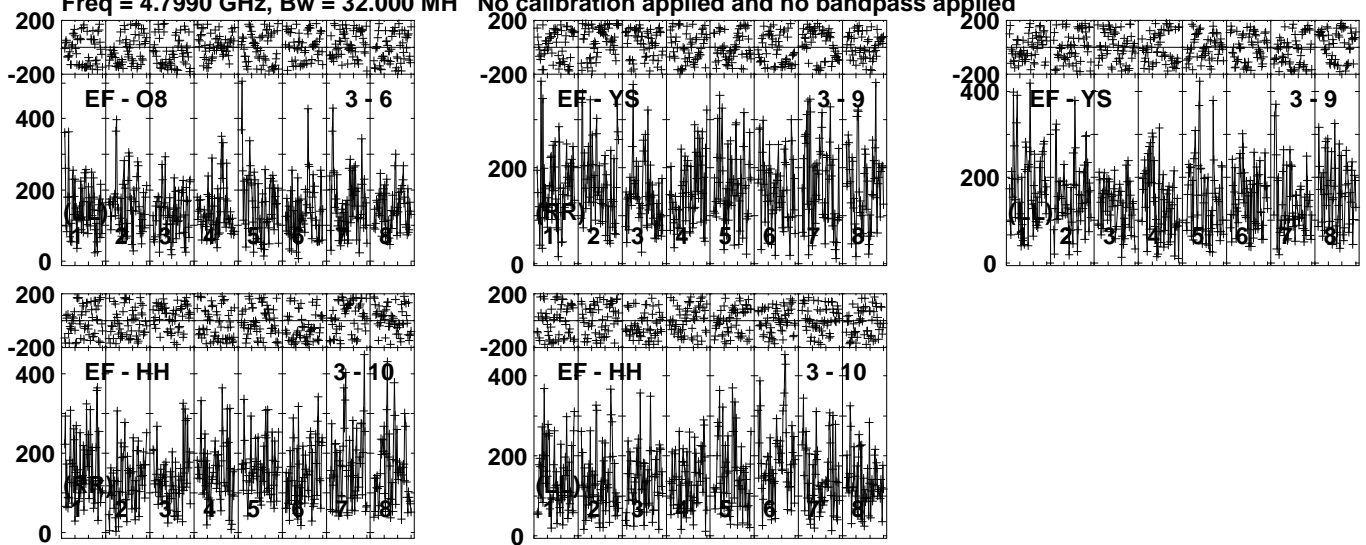 Freq = 4.7990 GHz, Bw = 32.000 MH No calibration applied and no bandpass applied
200
-200
EF - O8 3 - 6
400
200
0
(LL)
1 2 3 4 5 6 7 8
200
-200
EF - YS 3 - 9
400
200
0
(RR)
1 2 3 4 5 6 7 8
200
-200
EF - YS 3 - 9
400
200
0
(LL)
1 2 3 4 5 6 7 8
200
-200
EF - HH 3 - 10
400
200
0
(RR)
1 2 3 4 5 6 7 8
200
-200
EF - HH 3 - 10
400
200
0
(LL)
1 2 3 4 5 6 7 8